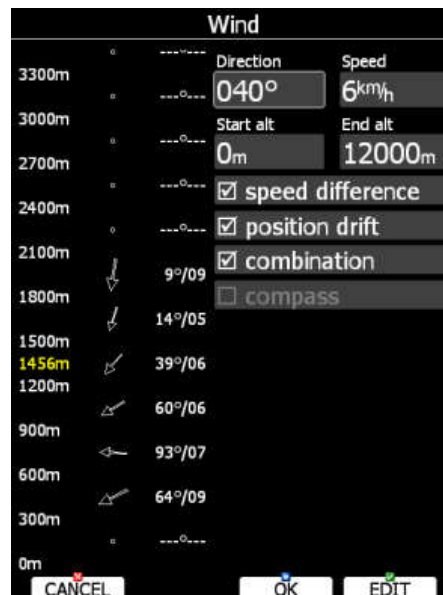 Wind
---°---
Direction Speed
3300m
040° 6km/h
---°---
3000m
Start alt End alt
---°---
0m 12000m
2700m
---°---
☑ speed difference
2400m
---°---
☑ position drift
2100m
☑ combination
9°/09
1800m
☐ compass
14°/05
1500m
1456m
39°/06
1200m
60°/06
900m
93°/07
600m
64°/09
300m
---°---
0m
CANCEL OK EDIT